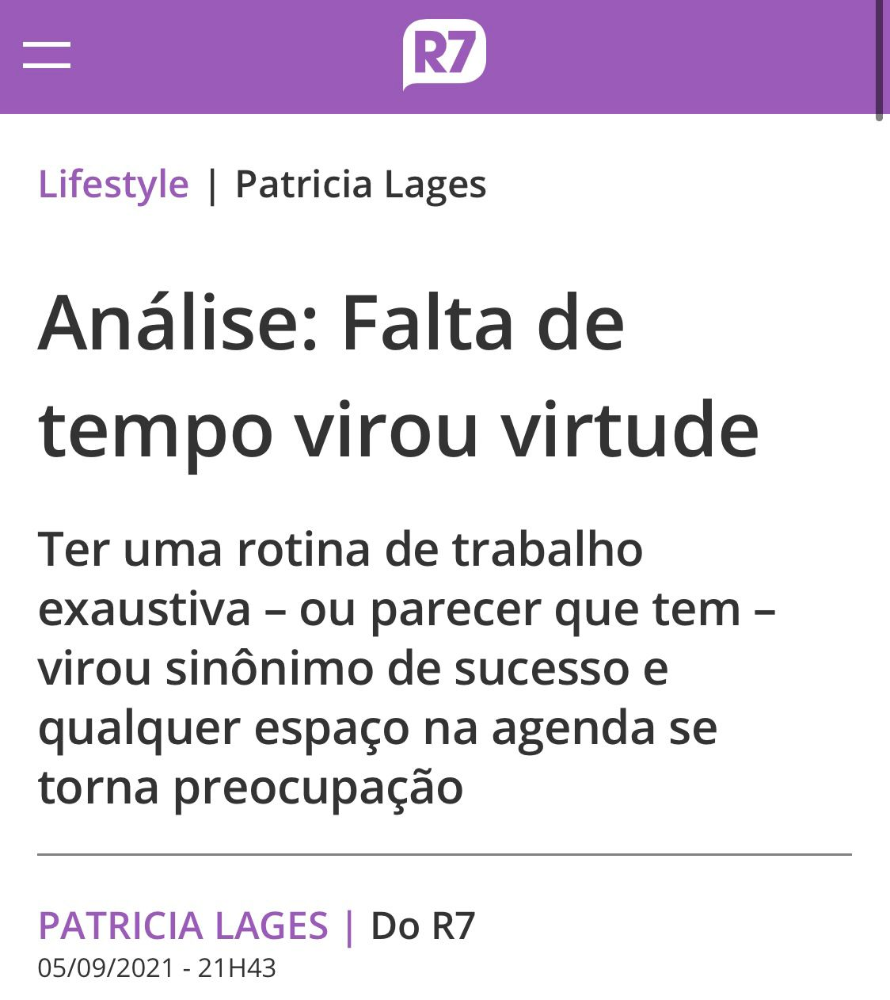 R7
Lifestyle | Patricia Lages
Análise: Falta de
tempo virou virtude
Ter uma rotina de trabalho
exaustiva – ou parecer que tem –
virou sinônimo de sucesso e
qualquer espaço na agenda se
torna preocupação
PATRICIA LAGES | Do R7
05/09/2021 - 21H43